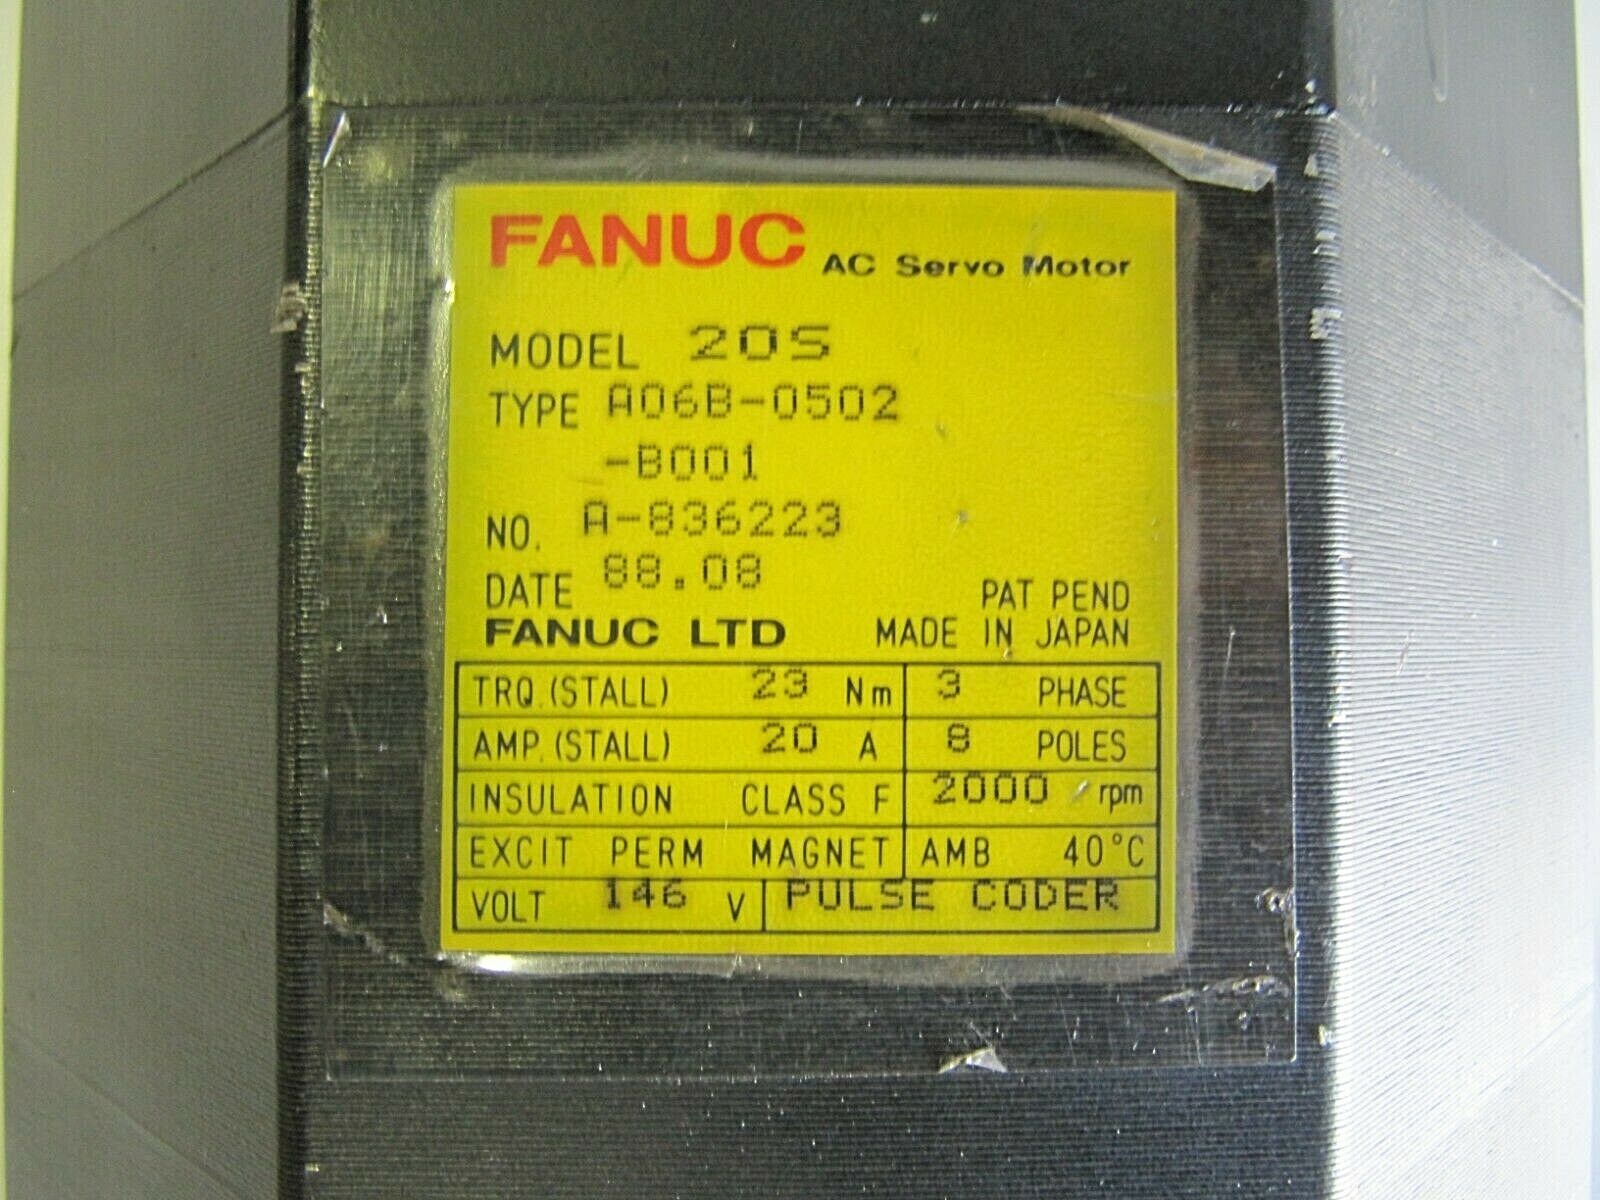 FANUC AC Servo Motor
MODEL 20S
TYPE A06B-0502
-B001
NO. A-836223
DATE 88.08
PAT PEND
FANUC LTD MADE IN JAPAN
TRQ.(STALL) 23 Nm 3 PHASE
AMP.(STALL) 20 A 8 POLES
INSULATION CLASS F 2000 rpm
EXCIT PERM MAGNET AMB 40°C
VOLT 146 V PULSE CODER